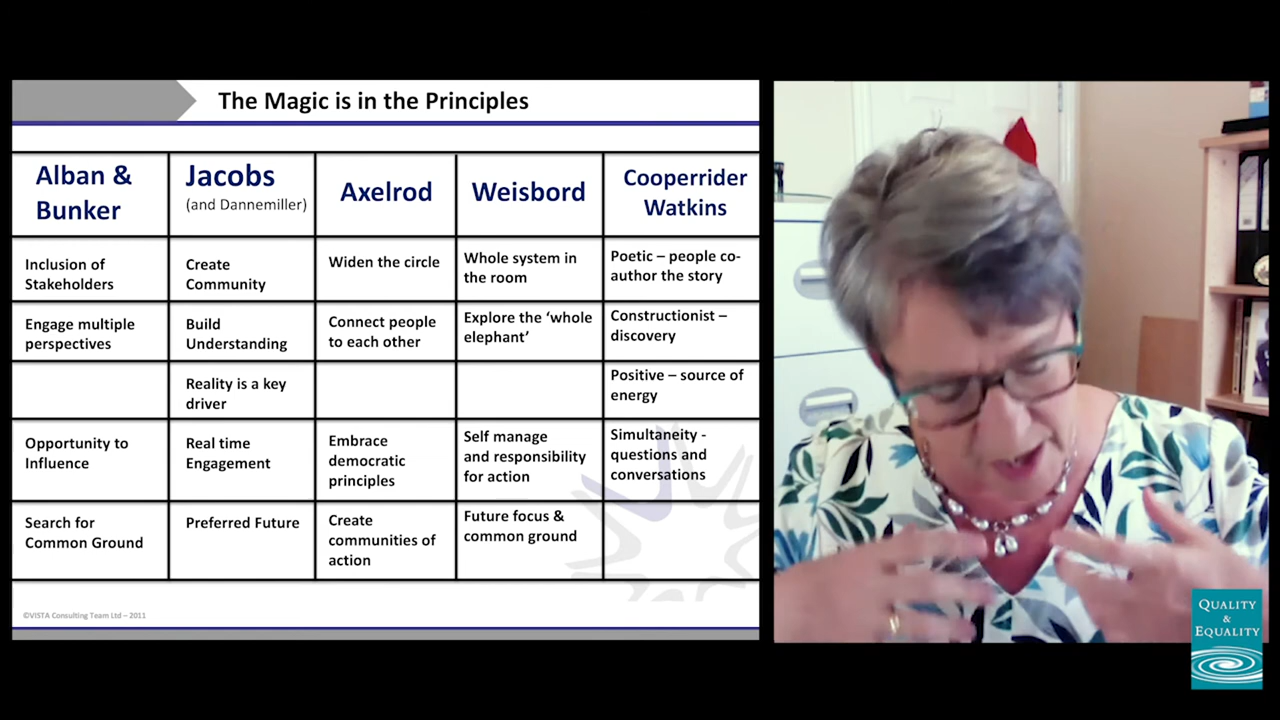 The Magic is in the Principles
Alban &
Bunker
Jacobs
(and Dannemiller)
Axelrod
Weisbord
Cooperrider
Watkins
Inclusion of
Stakeholders
Create
Community
Widen the circle
Whole system in
the room
Poetic – people co-
author the story
Engage multiple
perspectives
Build
Understanding
Connect people
to each other
Explore the ‘whole
elephant’
Constructionist –
discovery
Reality is a key
driver
Positive – source of
energy
Opportunity to
Influence
Real time
Engagement
Embrace
democratic
principles
Self manage
and responsibility
for action
Simultaneity -
questions and
conversations
Search for
Common Ground
Preferred Future
Create
communities of
action
Future focus &
common ground
©VISTA Consulting Team Ltd – 2011
QUALITY
&
EQUALITY